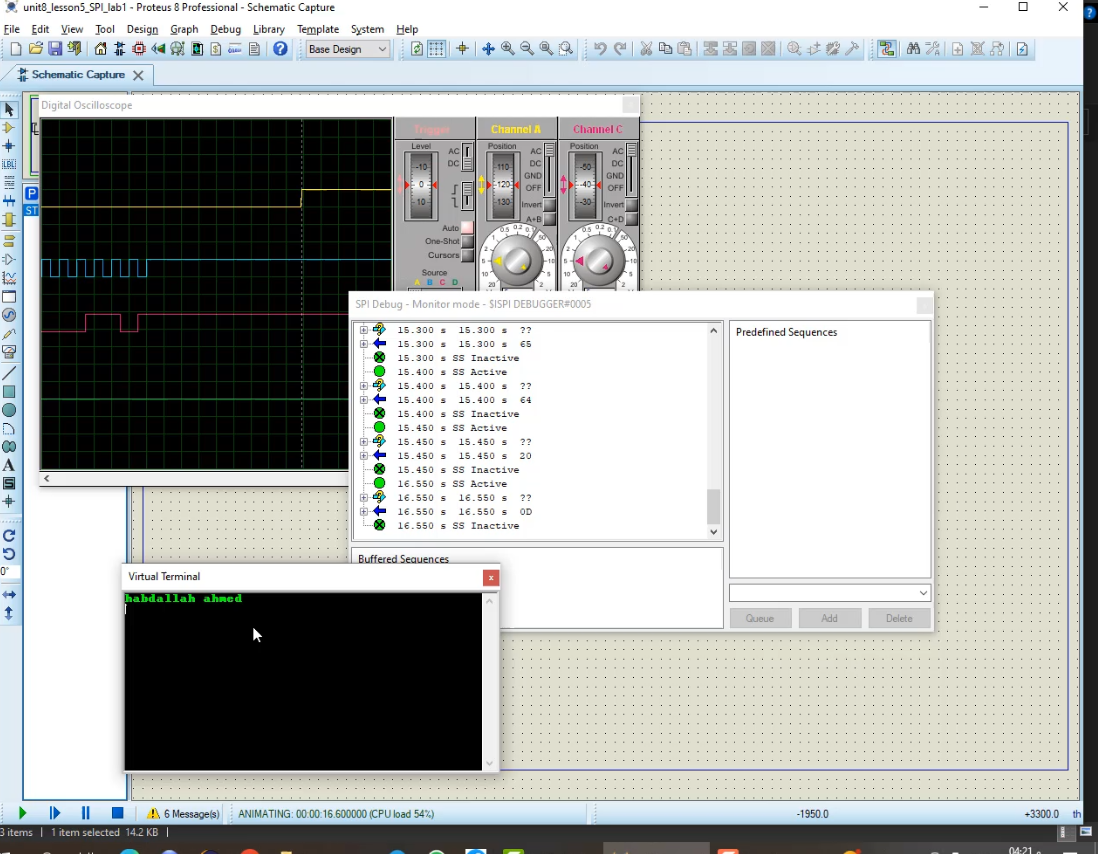 unit8_lesson5_SPI_lab1 - Proteus 8 Professional - Schematic Capture
File Edit View Tool Design Graph Debug Library Template System Help
Base Design
Schematic Capture
Digital Oscilloscope
Trigger Channel A Channel C
Level Position Position
AC AC AC
DC DC DC
GND GND
OFF OFF
-10 0 10
-110 -120 -130
-50 -40 -30
Invert Invert
A+B C+D
Auto
One-Shot
Cursors
Source
A B C D
SPI Debug - Monitor mode - $ISPI DEBUGGER#0005
15.300 s 15.300 s ??
15.300 s 15.300 s 65
15.300 s SS Inactive
15.400 s SS Active
15.400 s 15.400 s ??
15.400 s 15.400 s 64
15.400 s SS Inactive
15.450 s SS Active
15.450 s 15.450 s ??
15.450 s 15.450 s 20
15.450 s SS Inactive
16.550 s SS Active
16.550 s 16.550 s ??
16.550 s 16.550 s 0D
16.550 s SS Inactive
Predefined Sequences
Buffered Sequences
Queue Add Delete
Virtual Terminal
habdallah ahmed
6 Message(s) ANIMATING: 00:00:16.600000 (CPU load 54%) -1950.0 +3300.0 th
3 items 1 item selected 14.2 KB
04:21